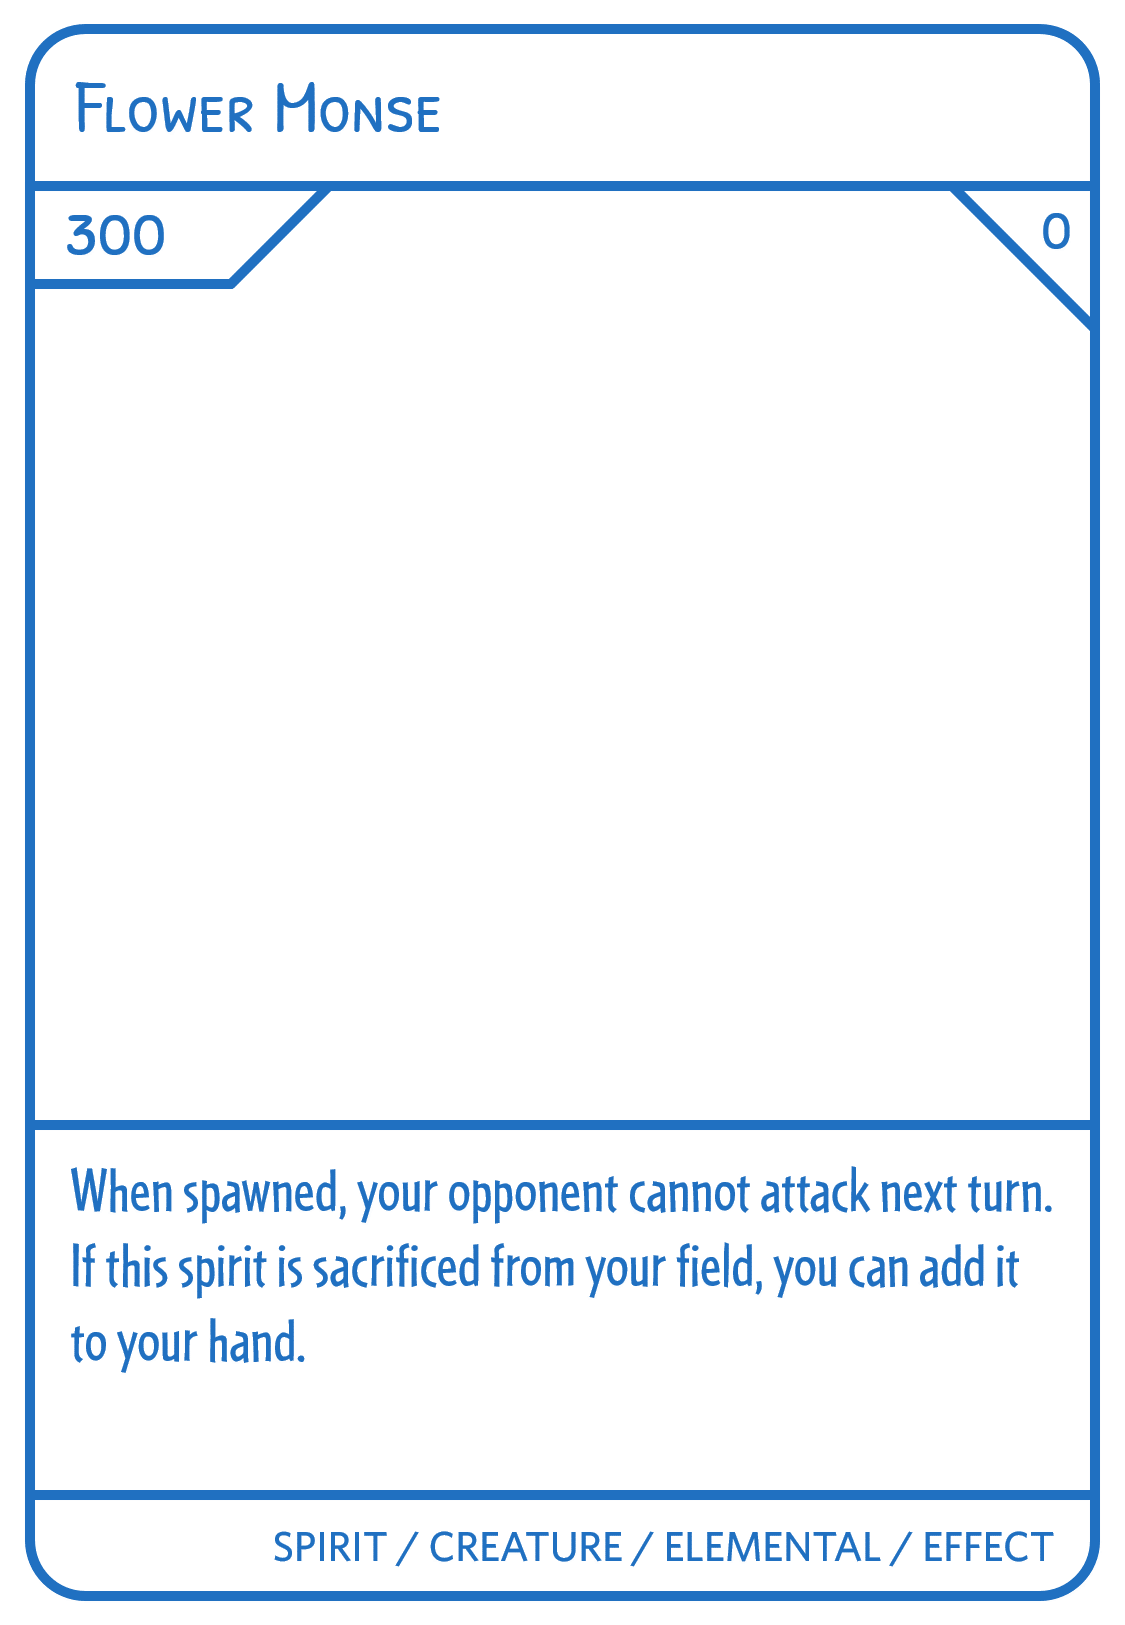 Flower Monse
300
0
When spawned, your opponent cannot attack next turn.
If this spirit is sacrificed from your field, you can add it
to your hand.
SPIRIT / CREATURE / ELEMENTAL / EFFECT